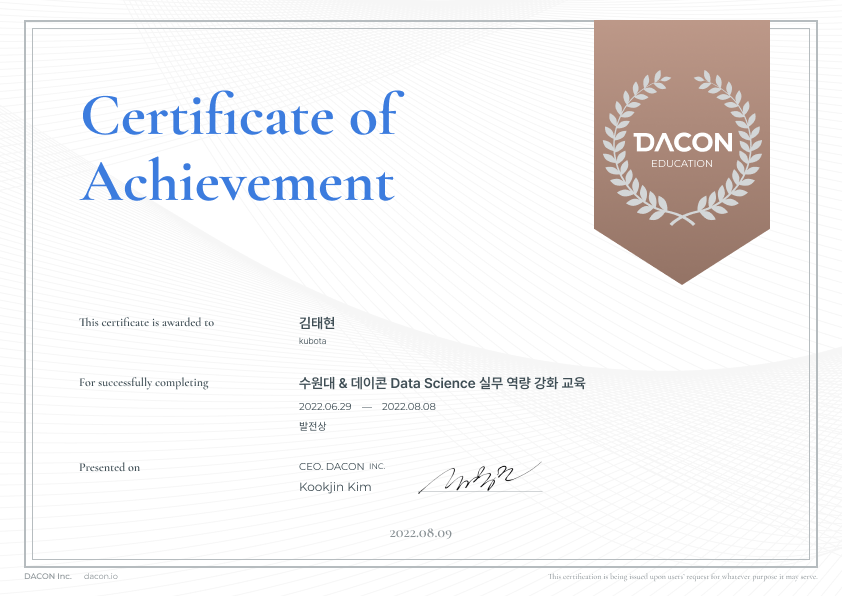 Certificate of
Achievement
DACON
EDUCATION
This certificate is awarded to
김태현
kubota
For successfully completing
수원대 & 데이콘 Data Science 실무 역량 강화 교육
2022.06.29 — 2022.08.08
발전상
Presented on
CEO. DACON INC.
Kookjin Kim
2022.08.09
DACON Inc. dacon.io
This certification is being issued upon users' request for whatever purpose it may serve.